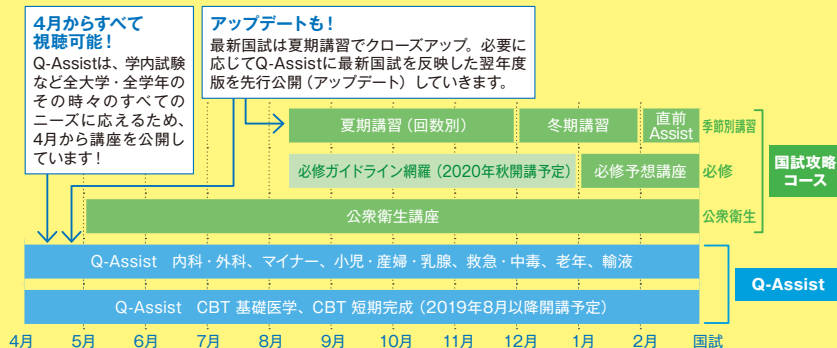 4月からすべて
視聴可能！
Q-Assistは、学内試験
など全大学・全学年の
その時々のすべての
ニーズに応えるため、
4月から講座を公開し
ています！
アップデートも！
最新国試は夏期講習でクローズアップ。必要に
応じてQ-Assistに最新国試を反映した翌年度
版を先行公開（アップデート）していきます。
夏期講習（回数別）
冬期講習
直前
Assist
季節別講習
必修ガイドライン網羅（2020年秋開講予定）
必修予想講座
必修
国試攻略
コース
公衆衛生講座
公衆衛生
Q-Assist 内科・外科、マイナー、小児・産婦・乳腺、救急・中毒、老年、輸液
Q-Assist
Q-Assist CBT 基礎医学、CBT 短期完成（2019年8月以降開講予定）
4月 5月 6月 7月 8月 9月 10月 11月 12月 1月 2月 国試